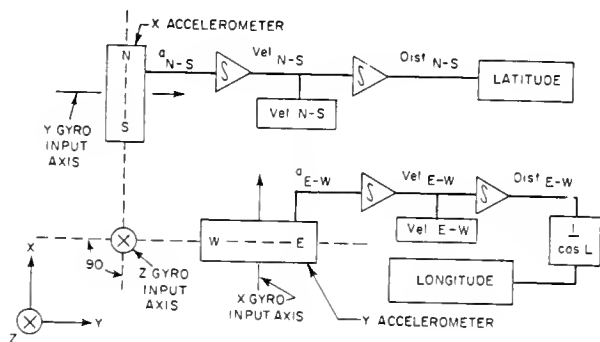 X ACCELEROMETER
N
S
a N-S
∫
Vel N-S
∫
Dist N-S
LATITUDE
Vel N-S
Y GYRO
INPUT
AXIS
a E-W
∫
Vel E-W
∫
Dist E-W
Vel E-W
1
cos L
W
E
LONGITUDE
X
90
Z GYRO
INPUT
AXIS
X GYRO
INPUT AXIS
Y ACCELEROMETER
Z
Y